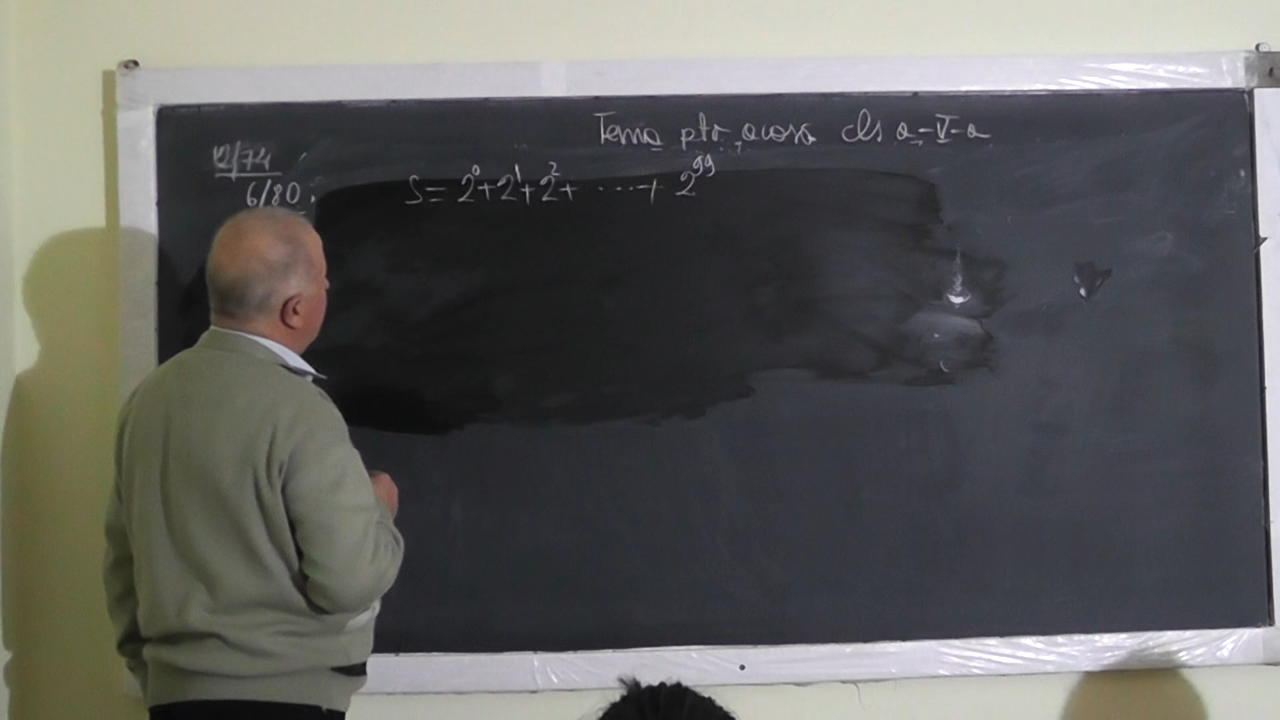 Tema ptr. acasa cls a-V-a
12/74
6/80
S = 2⁰+2¹+2²+ ....+ 2⁹⁹